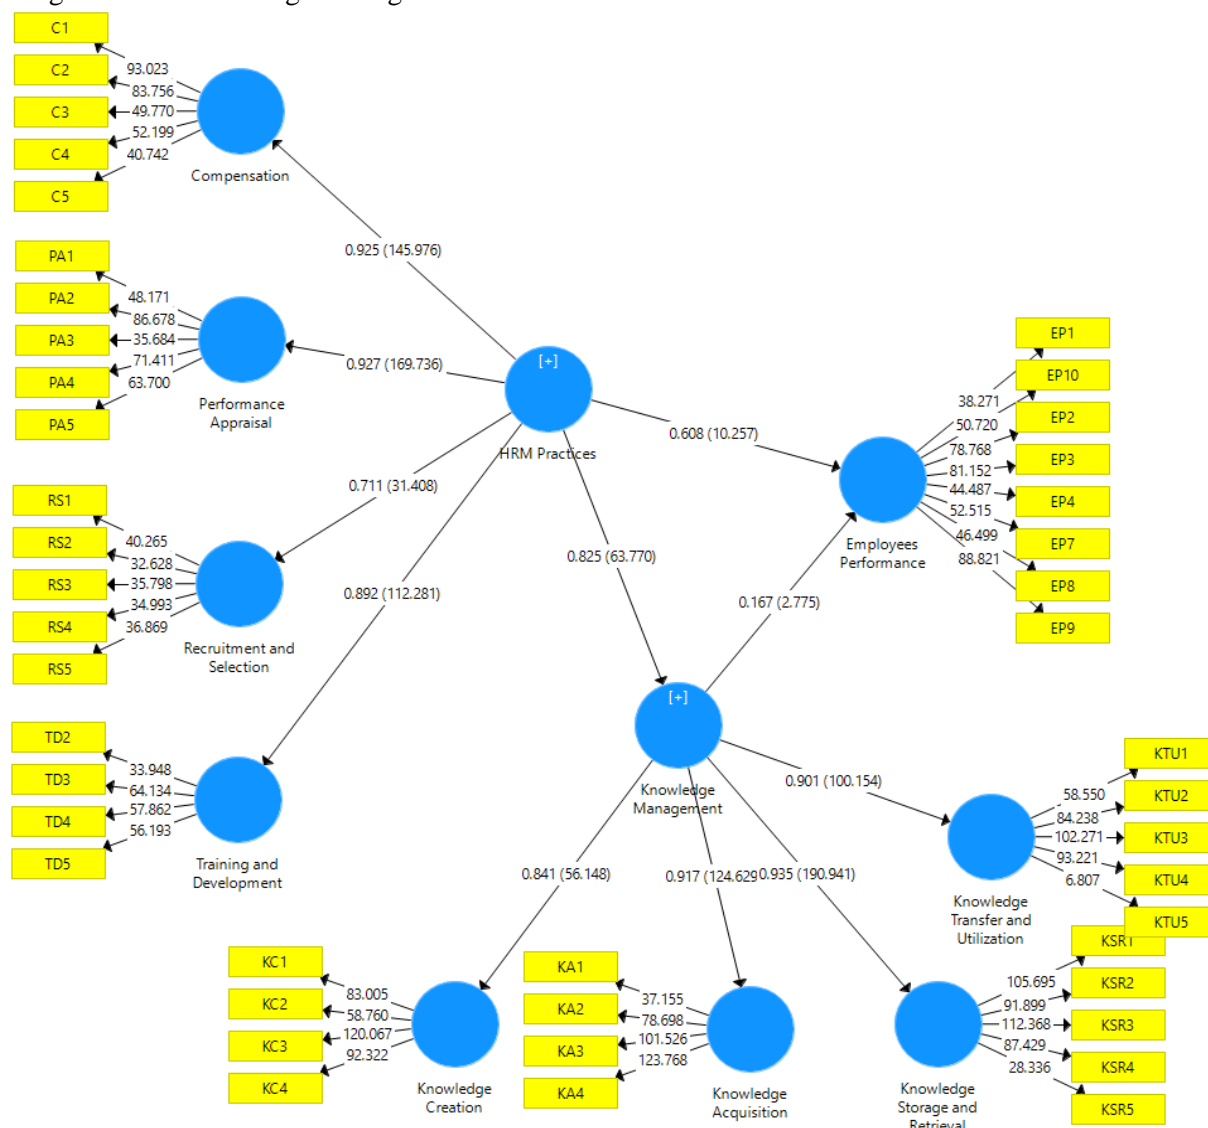 C1
93.023
C2
83.756
C3
49.770
C4
52.199
40.742
C5
Compensation
0.925 (145.976)
PA1
48.171
PA2
86.678
PA3
35.684
PA4
71.411
63.700
PA5
Performance
Appraisal
0.927 (169.736)
[+]
HRM Practices
0.608 (10.257)
EP1
EP10
EP2
EP3
EP4
EP7
EP8
EP9
38.271
50.720
78.768
81.152
44.487
52.515
46.499
88.821
Employees
Performance
0.711 (31.408)
RS1
40.265
RS2
32.628
RS3
35.798
RS4
34.993
36.869
RS5
Recruitment and
Selection
0.825 (63.770)
0.892 (112.281)
0.167 (2.775)
TD2
33.948
TD3
64.134
TD4
57.862
56.193
TD5
Training and
Development
[+]
Knowledge
Management
0.901 (100.154)
KTU1
58.550
KTU2
84.238
KTU3
102.271
KTU4
93.221
6.807
KTU5
Knowledge
Transfer and
Utilization
0.841 (56.148)
0.917 (124.629
0.935 (190.941)
KC1
83.005
KC2
58.760
KC3
120.067
92.322
KC4
Knowledge
Creation
KA1
37.155
KA2
78.698
KA3
101.526
123.768
KA4
Knowledge
Acquisition
KSR1
105.695
KSR2
91.899
KSR3
112.368
KSR4
87.429
28.336
KSR5
Knowledge
Storage and
Retrieval